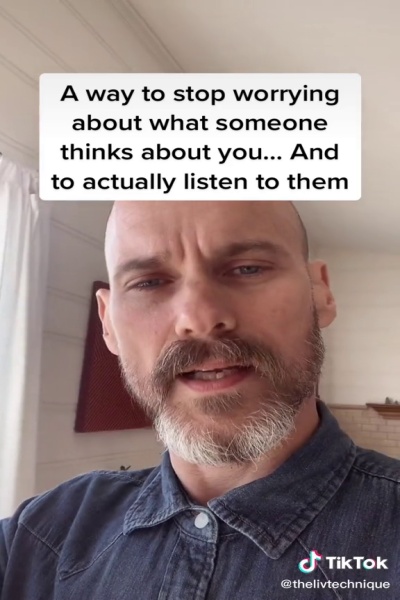 A way to stop worrying
about what someone
thinks about you... And
to actually listen to them
TikTok
@thelivtechnique